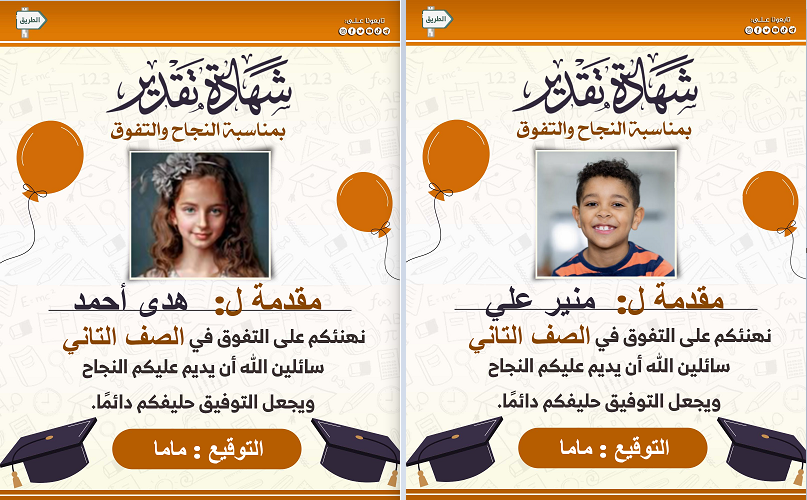 تابعونا على:
الطريق
شهادة تقدير
بمناسبة النجاح والتفوق
مقدمة ل: منير علي
نهنئكم على التفوق في الصف التاني
سائلين الله أن يديم عليكم النجاح
ويجعل التوفيق حليفكم دائمًا.
التوقيع : ماما
تابعونا على:
الطريق
شهادة تقدير
بمناسبة النجاح والتفوق
مقدمة ل: هدى أحمد
نهنئكم على التفوق في الصف التاني
سائلين الله أن يديم عليكم النجاح
ويجعل التوفيق حليفكم دائمًا.
التوقيع : ماما